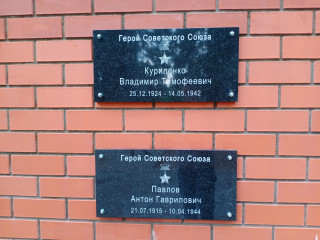 Герой Советского Союза
Куриленко
Владимир Тимофеевич
25.12.1924 - 14.05.1942
Герой Советского Союза
Павлов
Антон Гаврилович
21.07.1915 - 10.04.1944